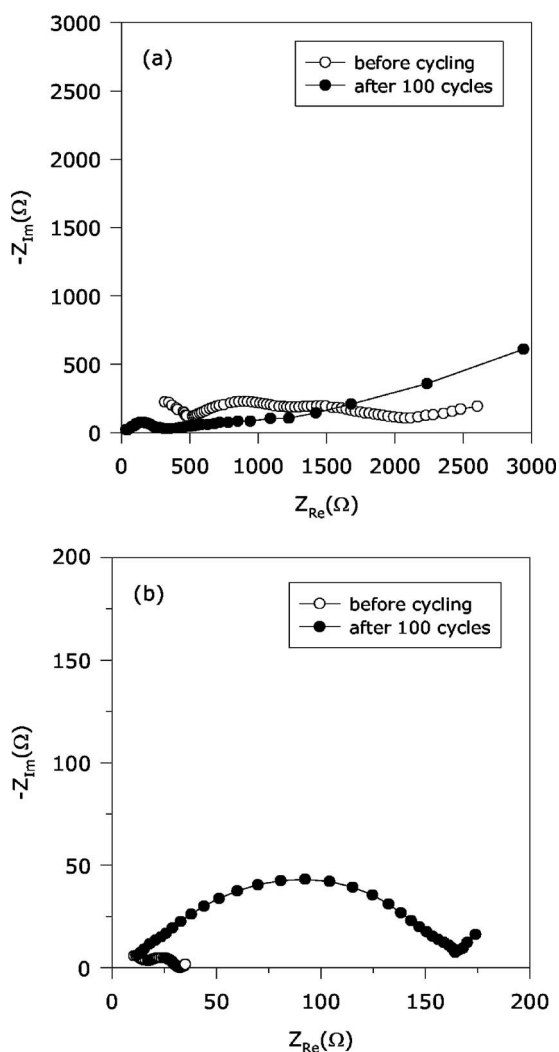 3000
(a)
before cycling
after 100 cycles
2500
2000
-Z_Im(Ω)
1500
1000
500
0
0 500 1000 1500 2000 2500 3000
Z_Re(Ω)
200
(b)
before cycling
after 100 cycles
150
-Z_Im(Ω)
100
50
0
0 50 100 150 200
Z_Re(Ω)